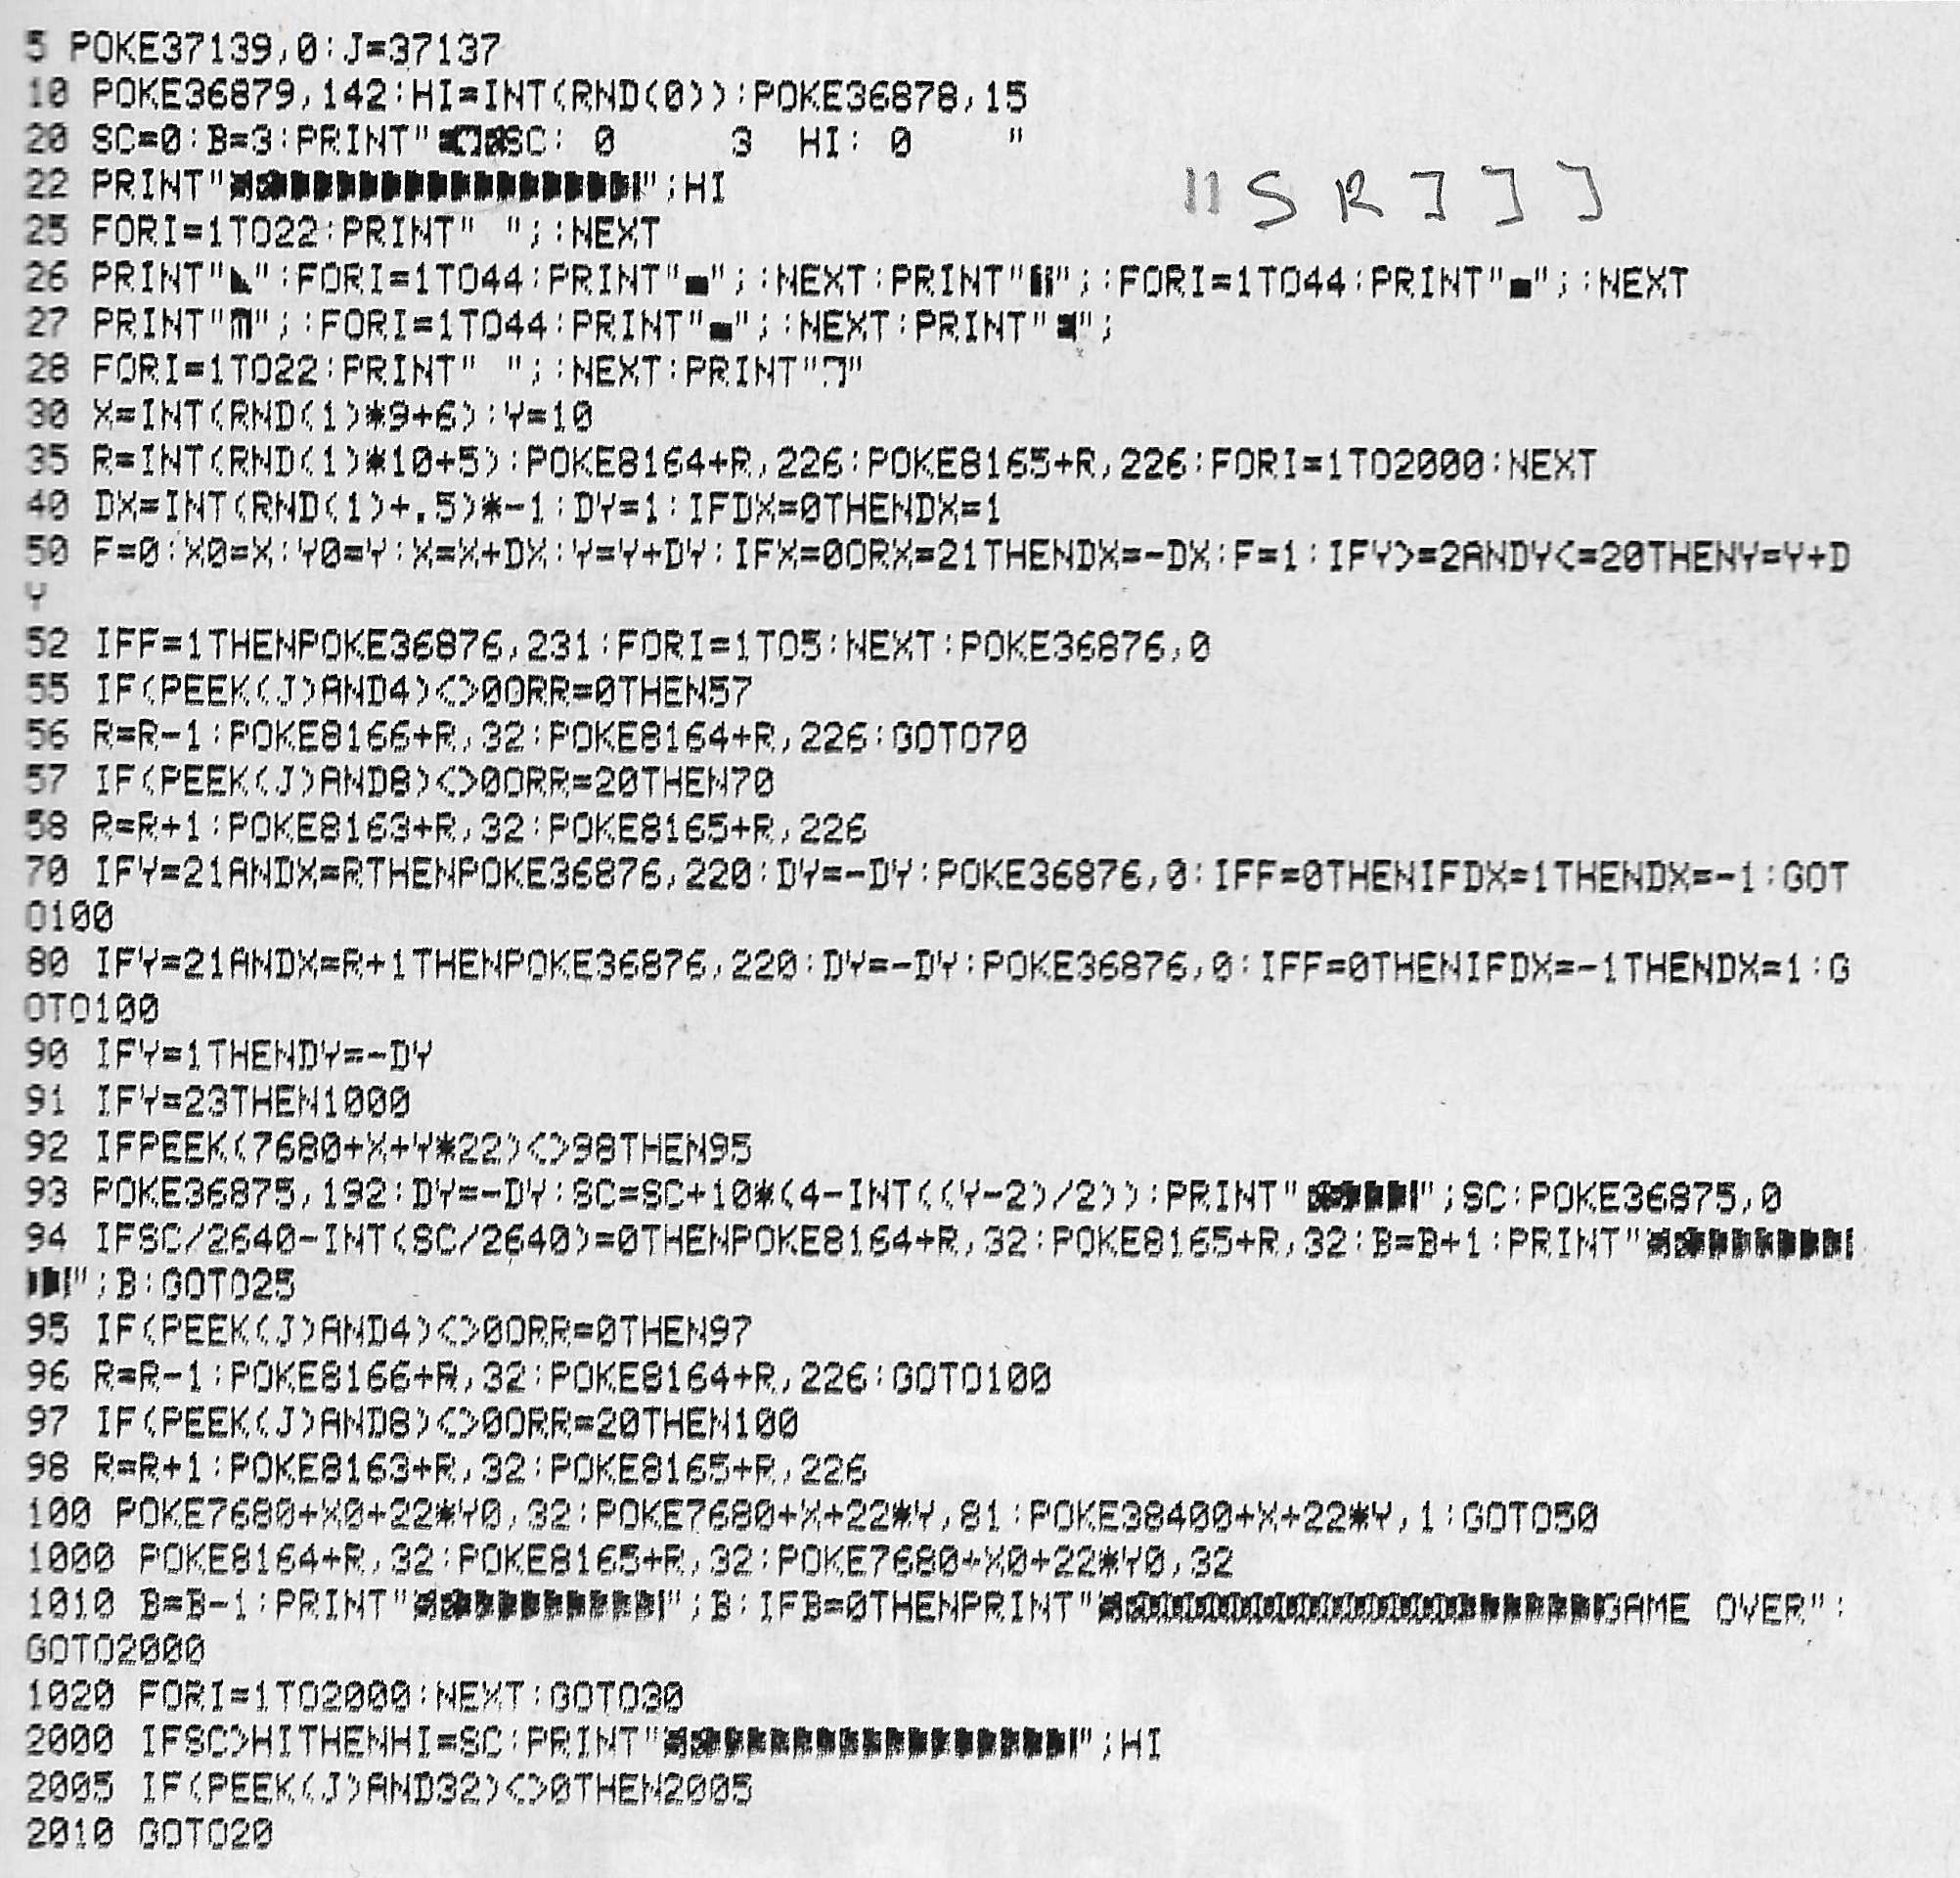 5 POKE37139,0:J=37137
10 POKE36879,142:HI=INT(RND(0)):POKE36878,15
20 SC=0:B=3:PRINT"SC: 0     3  HI: 0    "
22 PRINT"";HI
"SR]]]
25 FORI=1TO22:PRINT" ";:NEXT
26 PRINT"◣":FORI=1TO44:PRINT"▄";:NEXT:PRINT"";:FORI=1TO44:PRINT"▄";:NEXT
27 PRINT"";:FORI=1TO44:PRINT"▄";:NEXT:PRINT"";
28 FORI=1TO22:PRINT" ";:NEXT:PRINT""
30 X=INT(RND(1)*9+6):Y=10
35 R=INT(RND(1)*10+5):POKE8164+R,226:POKE8165+R,226:FORI=1TO2000:NEXT
40 DX=INT(RND(1)+.5)*-1:DY=1:IFDX=0THENDX=1
50 F=0:X0=X:Y0=Y:X=X+DX:Y=Y+DY:IFX=0ORX=21THENDX=-DX:F=1:IFY>=2ANDY<=20THENY=Y+D
Y
52 IFF=1THENPOKE36876,231:FORI=1TO5:NEXT:POKE36876,0
55 IF(PEEK(J)AND4)<>0ORR=0THEN57
56 R=R-1:POKE8166+R,32:POKE8164+R,226:GOTO70
57 IF(PEEK(J)AND8)<>0ORR=20THEN70
58 R=R+1:POKE8163+R,32:POKE8165+R,226
70 IFY=21ANDX=RTHENPOKE36876,220:DY=-DY:POKE36876,0:IFF=0THENIFDX=1THENDX=-1:GOT
O100
80 IFY=21ANDX=R+1THENPOKE36876,220:DY=-DY:POKE36876,0:IFF=0THENIFDX=-1THENDX=1:G
OTO100
90 IFY=1THENDY=-DY
91 IFY=23THEN1000
92 IFPEEK(7680+X+Y*22)<>98THEN95
93 POKE36875,192:DY=-DY:SC=SC+10*(4-INT((Y-2)/2)):PRINT"";SC:POKE36875,0
94 IFSC/2640-INT(SC/2640)=0THENPOKE8164+R,32:POKE8165+R,32:B=B+1:PRINT"
";B:GOTO25
95 IF(PEEK(J)AND4)<>0ORR=0THEN97
96 R=R-1:POKE8166+R,32:POKE8164+R,226:GOTO100
97 IF(PEEK(J)AND8)<>0ORR=20THEN100
98 R=R+1:POKE8163+R,32:POKE8165+R,226
100 POKE7680+X0+22*Y0,32:POKE7680+X+22*Y,81:POKE38400+X+22*Y,1:GOTO50
1000 POKE8164+R,32:POKE8165+R,32:POKE7680+X0+22*Y0,32
1010 B=B-1:PRINT"";B:IFB=0THENPRINT"GAME OVER":
GOTO2000
1020 FORI=1TO2000:NEXT:GOTO30
2000 IFSC>HITHENHI=SC:PRINT"";HI
2005 IF(PEEK(J)AND32)<>0THEN2005
2010 GOTO20